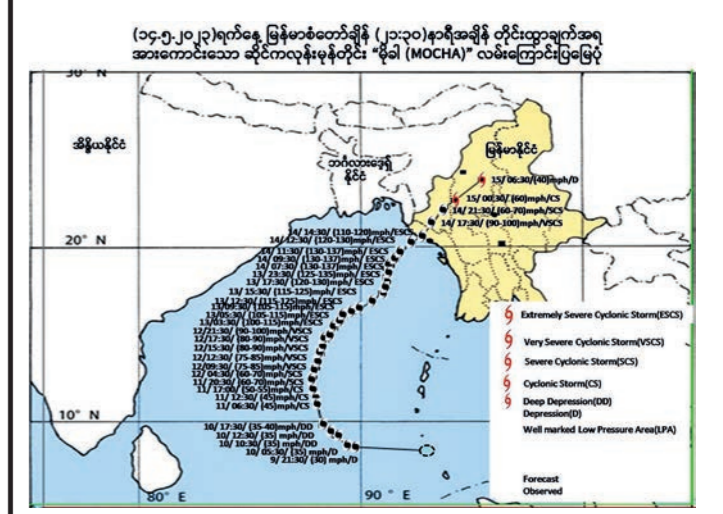 (၁၄.၅.၂၀၂၃)ရက်နေ့ မြန်မာစံတော်ချိန် (၂၁:၃၀)နာရီအချိန် တိုင်းထွာချက်အရ
အားကောင်းသော ဆိုင်ကလုန်းမုန်တိုင်း “မိုခါ (MOCHA)” လမ်းကြောင်းပြမြေပုံ
30° N
အိန္ဒိယနိုင်ငံ
ဘင်္ဂလားဒေ့ရှ်
နိုင်ငံ
မြန်မာနိုင်ငံ
15/ 06:30/(40)mph/D
15/ 00:30/(60)mph/CS
14/ 21:30/ (60-70)mph/SCS
14/ 17:30/ (90-100)mph/VSCS
14/ 14:30/ (110-120)mph/ESCS
14/ 12:30/ (120-130)mph/ESCS
20° N
14/ 11:30/ (130-137)mph/ ESCS
14/ 09:30/ (130-137)mph/ ESCS
14/ 07:30/ (130-137)mph/ ESCS
13/ 23:30/ (125-135)mph/ESCS
13/ 17:30/ (120-130)mph/ESCS
13/ 15:30/ (115-125)mph/ESCS
13/ 12:30/ (115-125)mph/ESCS
13/09:30/ (105-115)mph/ESCS
13/05:30/ (105-115)mph/ESCS
13/03:30/ (100-115)mph/ESCS
12/21:30/ (90-100)mph/VSCS
12/17:30/ (80-90)mph/VSCS
12/15:30/ (80-90)mph/VSCS
12/12:30/ (75-85)mph/VSCS
12/09:30/ (75-85)mph/VSCS
12/ 04:30/ (60-70)mph/SCS
11/ 20:30/ (60-70)mph/SCS
11/ 17:00/ (50-55)mph/CS
11/ 12:30/ (45)mph/CS
11/ 06:30/ (45)mph/CS
10° N
10/ 17:30/ (35-40)mph/DD
10/ 12:30/ (35) mph/DD
10/ 10:30/ (35) mph/DD
10/ 05:30/ (35) mph/D
9/ 21:30/ (30) mph/D
Extremely Severe Cyclonic Storm(ESCS)
Very Severe Cyclonic Storm(VSCS)
Severe Cyclonic Storm(SCS)
Cyclonic Storm(CS)
Deep Depression(DD)
Depression(D)
Well marked Low Pressure Area(LPA)
Forecast
Observed
80° E
90° E